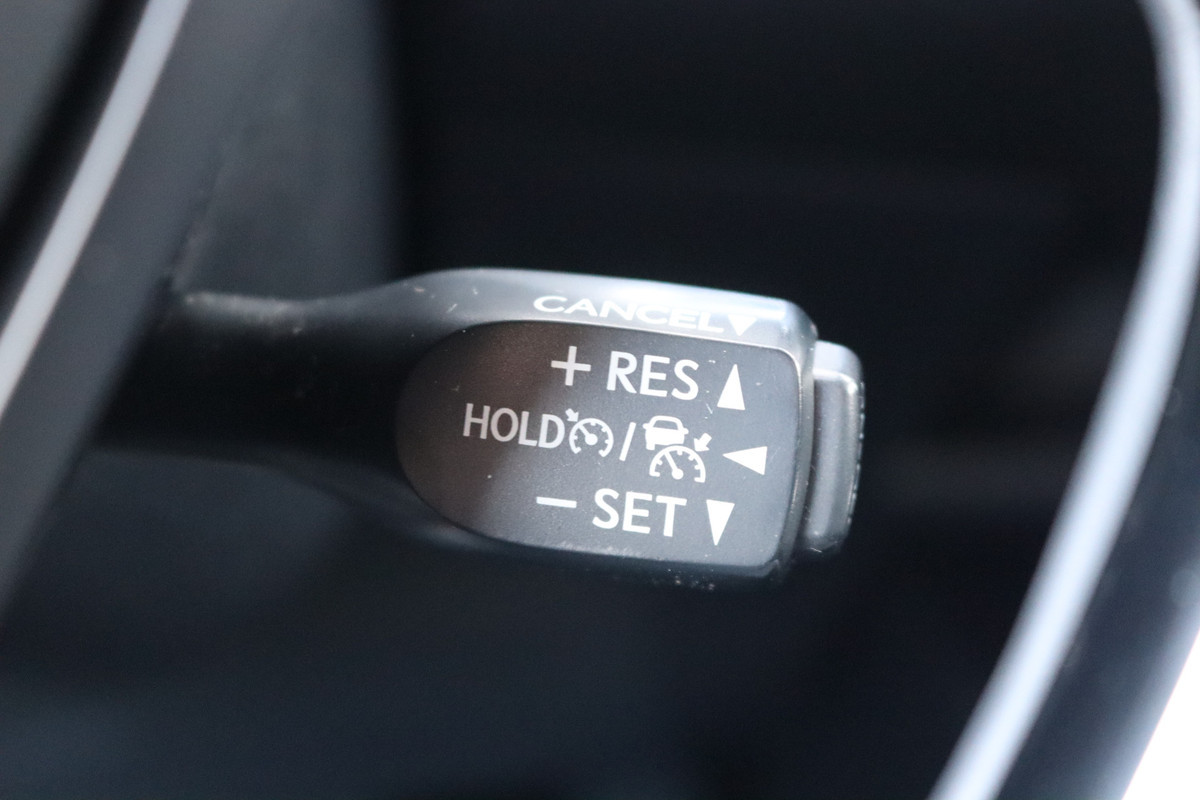 CANCEL▼
+ RES ▲
HOLD / ◀
− SET ▼